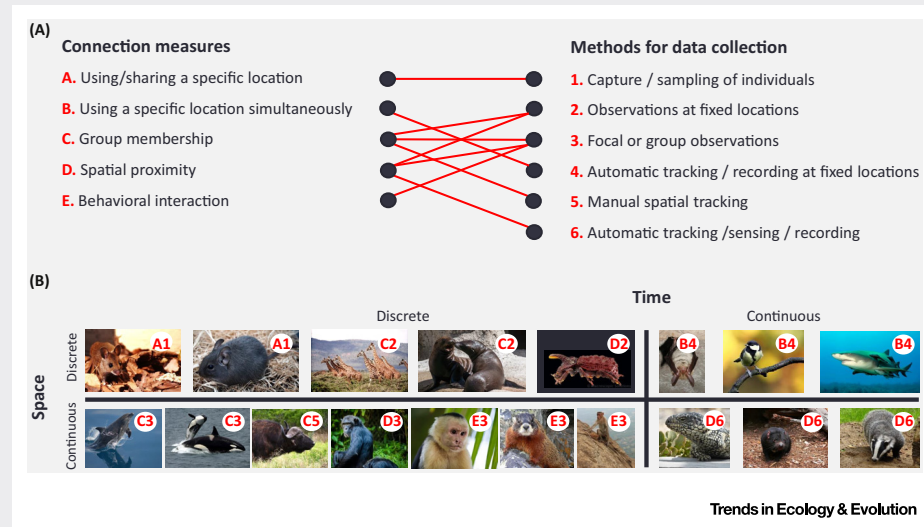 (A)
Connection measures
A. Using/sharing a specific location
B. Using a specific location simultaneously
C. Group membership
D. Spatial proximity
E. Behavioral interaction
Methods for data collection
1. Capture / sampling of individuals
2. Observations at fixed locations
3. Focal or group observations
4. Automatic tracking / recording at fixed locations
5. Manual spatial tracking
6. Automatic tracking /sensing / recording
(B)
Time
Discrete
Continuous
Space
Discrete
A1
A1
C2
C2
D2
B4
B4
B4
Continuous
C3
C3
C5
D3
E3
E3
E3
D6
D6
D6
Trends in Ecology & Evolution